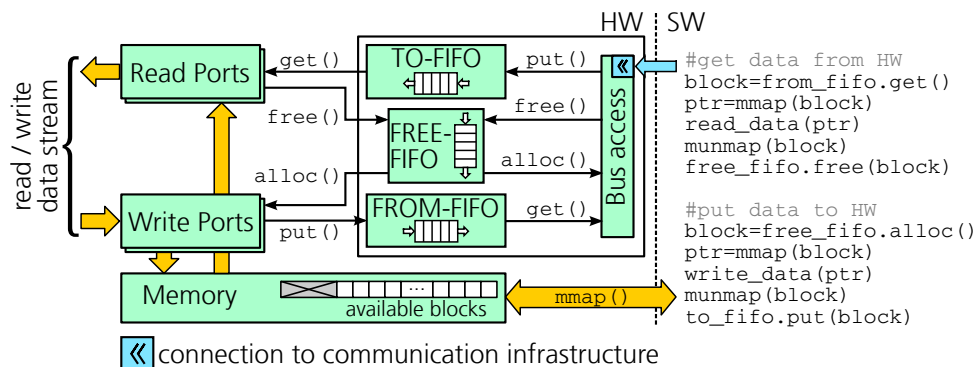 HW SW
Read Ports
get()
TO-FIFO
put()
free()
FREE-
FIFO
free()
alloc()
alloc()
Write Ports
put()
FROM-FIFO
get()
Bus access
read / write
data stream
Memory
...
available blocks
mmap()
#get data from HW
block=from_fifo.get()
ptr=mmap(block)
read_data(ptr)
munmap(block)
free_fifo.free(block)
#put data to HW
block=free_fifo.alloc()
ptr=mmap(block)
write_data(ptr)
munmap(block)
to_fifo.put(block)
connection to communication infrastructure